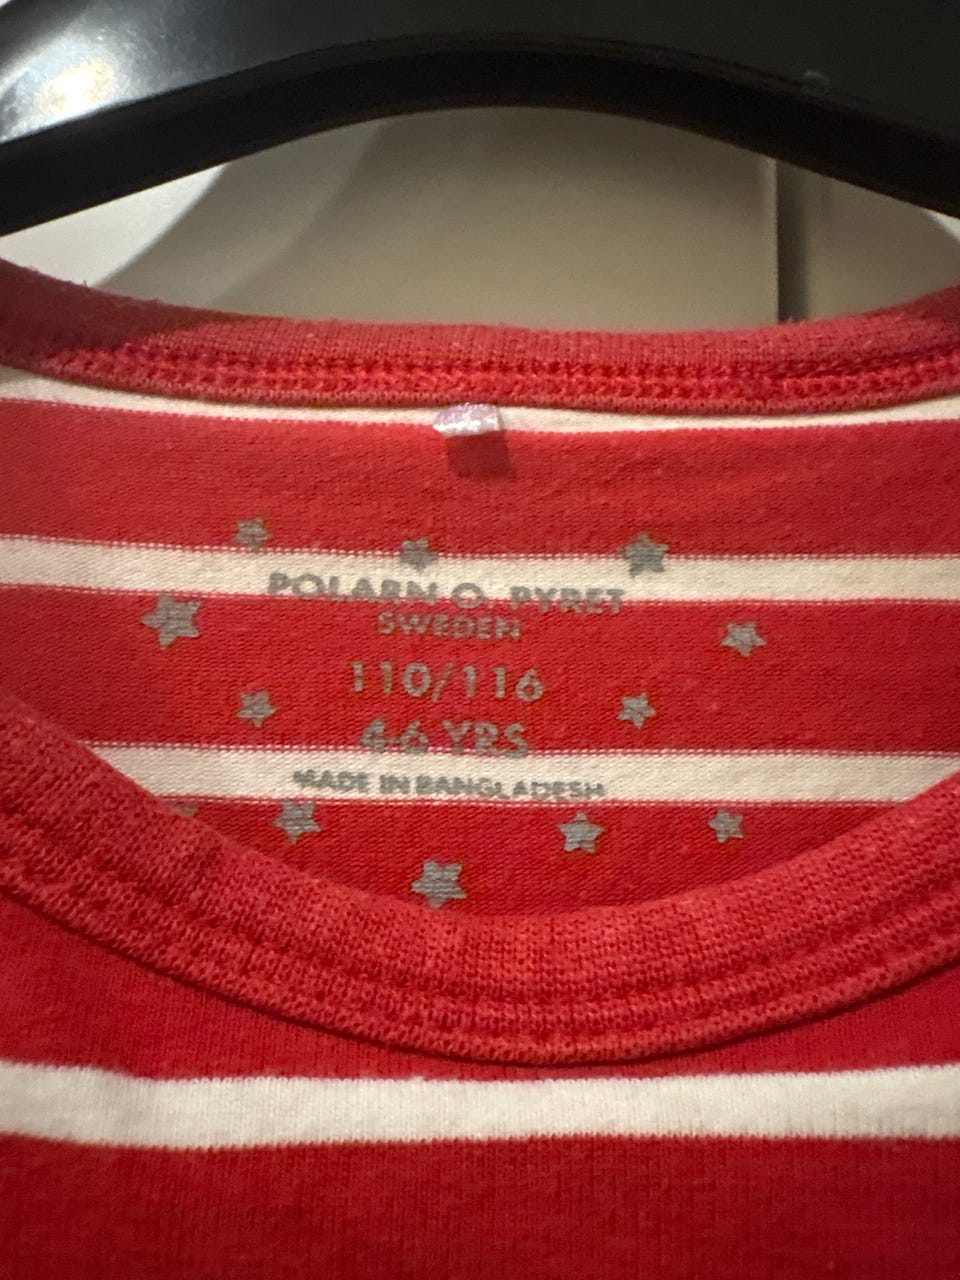 POLARN O. PYRET
SWEDEN
110/116
4-6 YRS
MADE IN BANGLADESH